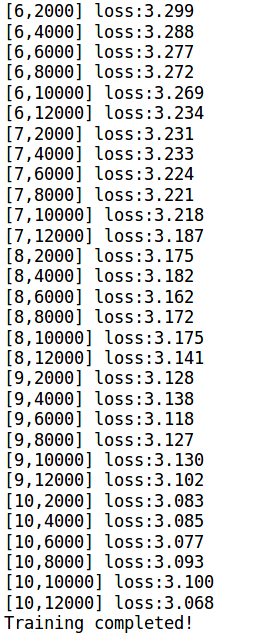 [6,2000] loss:3.299
[6,4000] loss:3.288
[6,6000] loss:3.277
[6,8000] loss:3.272
[6,10000] loss:3.269
[6,12000] loss:3.234
[7,2000] loss:3.231
[7,4000] loss:3.233
[7,6000] loss:3.224
[7,8000] loss:3.221
[7,10000] loss:3.218
[7,12000] loss:3.187
[8,2000] loss:3.175
[8,4000] loss:3.182
[8,6000] loss:3.162
[8,8000] loss:3.172
[8,10000] loss:3.175
[8,12000] loss:3.141
[9,2000] loss:3.128
[9,4000] loss:3.138
[9,6000] loss:3.118
[9,8000] loss:3.127
[9,10000] loss:3.130
[9,12000] loss:3.102
[10,2000] loss:3.083
[10,4000] loss:3.085
[10,6000] loss:3.077
[10,8000] loss:3.093
[10,10000] loss:3.100
[10,12000] loss:3.068
Training completed!